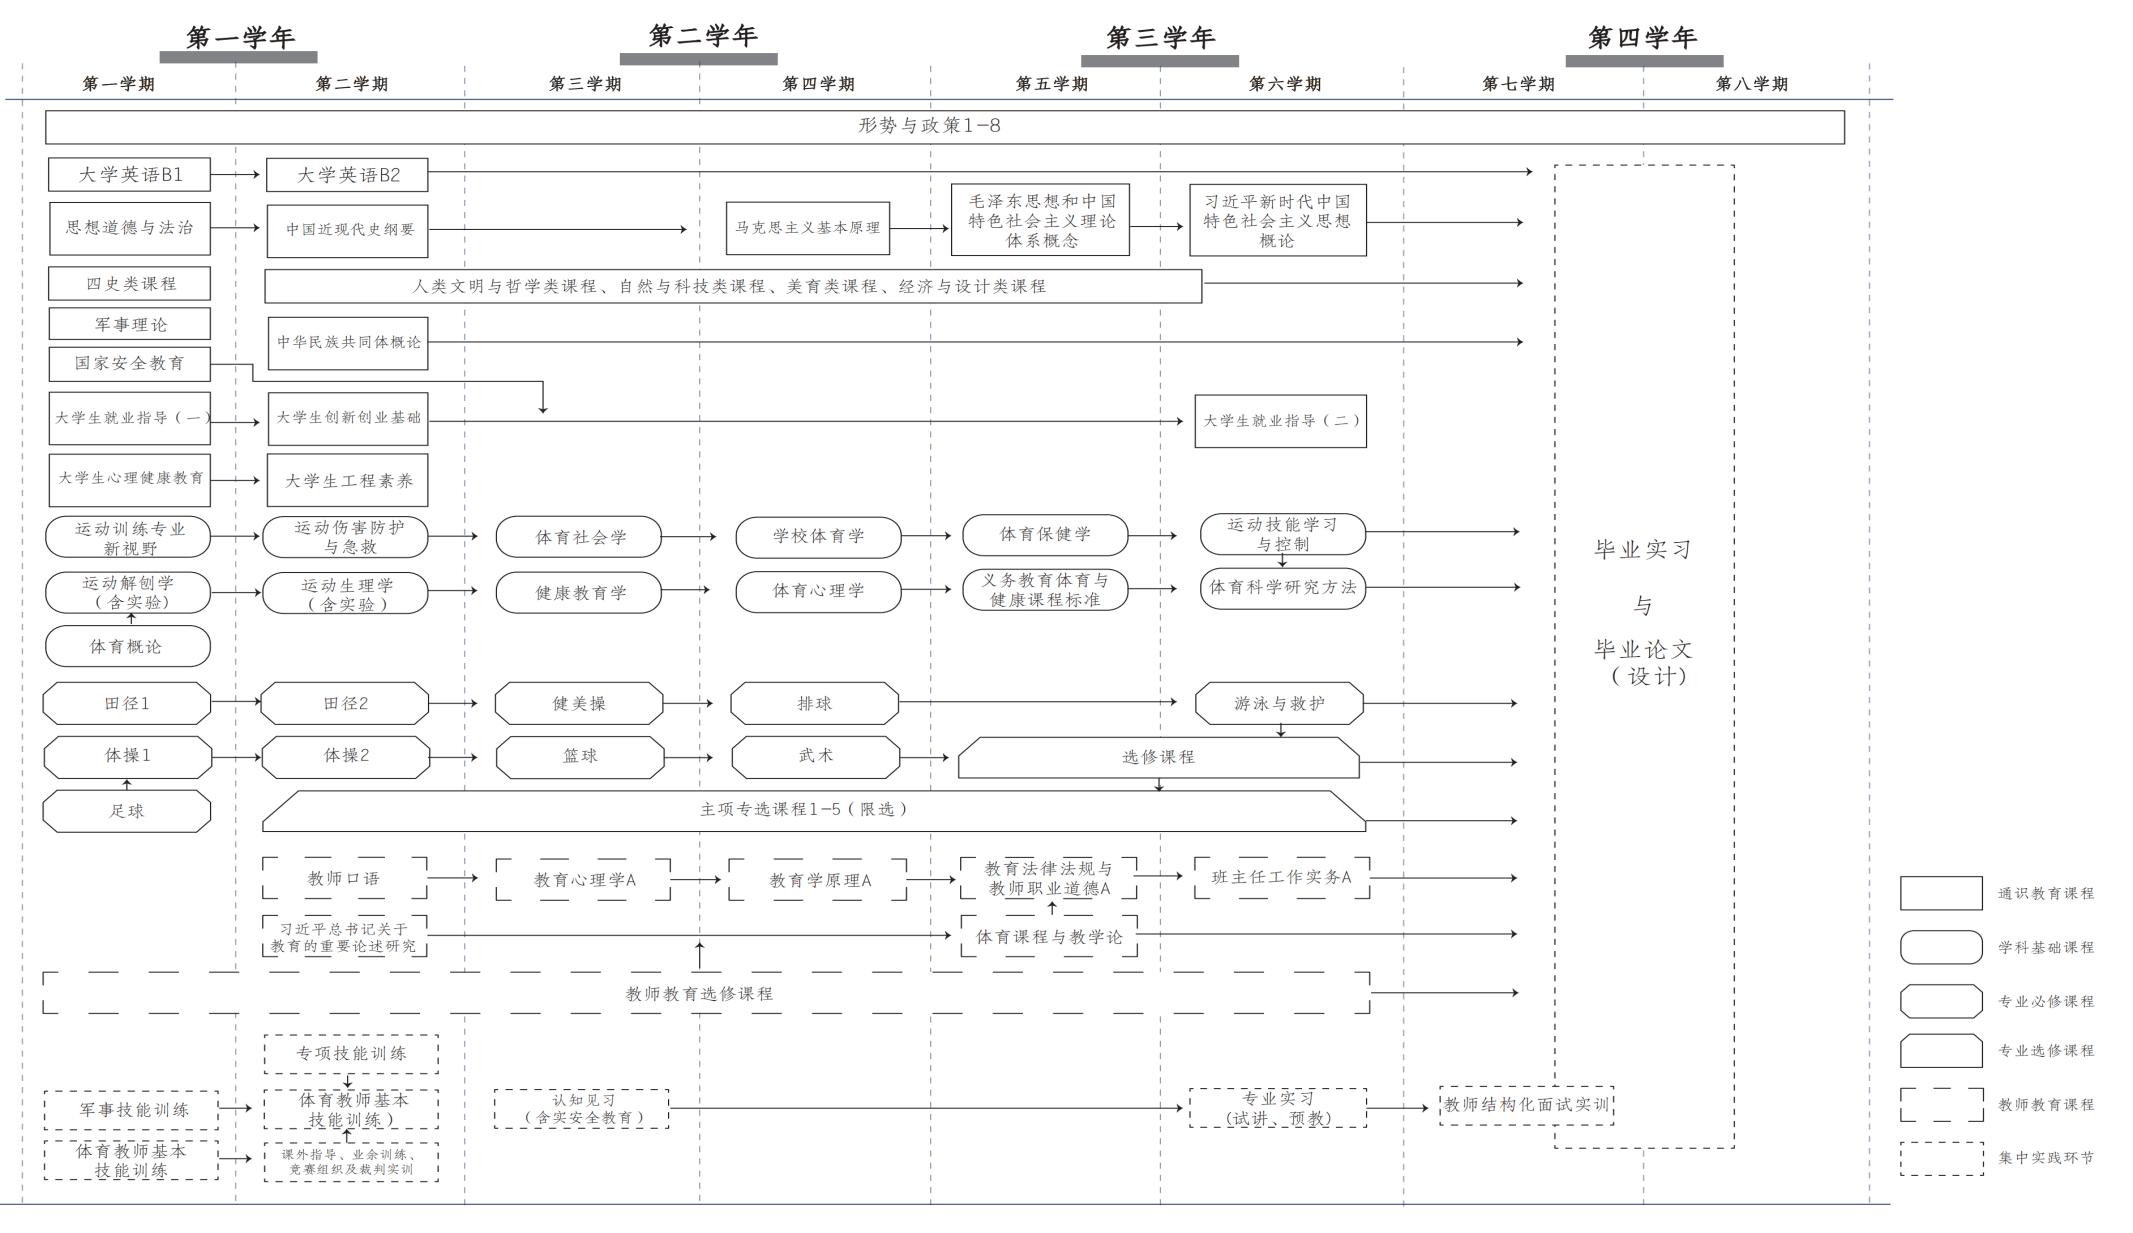 第一学年
第二学年
第三学年
第四学年
第一学期
第二学期
第三学期
第四学期
第五学期
第六学期
第七学期
第八学期
形势与政策1-8
大学英语B1
大学英语B2
思想道德与法治
中国近现代史纲要
马克思主义基本原理
毛泽东思想和中国
特色社会主义理论
体系概念
习近平新时代中国
特色社会主义思想
概论
四史类课程
人类文明与哲学类课程、自然与科技类课程、美育类课程、经济与设计类课程
军事理论
中华民族共同体概论
国家安全教育
大学生就业指导（一）
大学生创新创业基础
大学生就业指导（二）
大学生心理健康教育
大学生工程素养
运动训练专业
新视野
运动伤害防护
与急救
体育社会学
学校体育学
体育保健学
运动技能学习
与控制
运动解刨学
（含实验)
运动生理学
（含实验）
健康教育学
体育心理学
义务教育体育与
健康课程标准
体育科学研究方法
体育概论
毕业实习
与
毕业论文
（设计)
田径1
田径2
健美操
排球
游泳与救护
体操1
体操2
篮球
武术
选修课程
足球
主项专选课程1-5（限选）
教师口语
教育心理学A
教育学原理A
教育法律法规与
教师职业道德A
班主任工作实务A
习近平总书记关于
教育的重要论述研究
体育课程与教学论
教师教育选修课程
专项技能训练
军事技能训练
体育教师基本
技能训练）
认知见习
（含实安全教育）
专业实习
(试讲、预教)
教师结构化面试实训
体育教师基本
技能训练
课外指导、业余训练、
竞赛组织及裁判实训
通识教育课程
学科基础课程
专业必修课程
专业选修课程
教师教育课程
集中实践环节